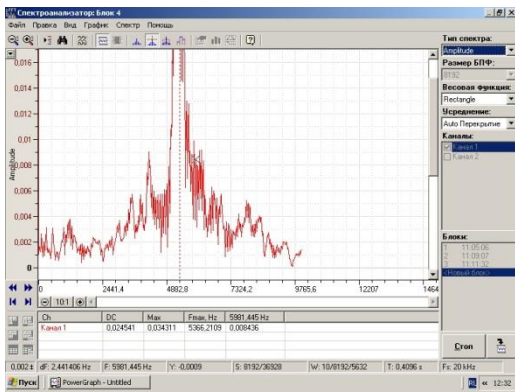 Спектроанализатор: Блок 4
Файл Правка Вид График Спектр Помощь
Тип спектра:
Amplitude
Размер БПФ:
8192
Весовая функция:
Rectangle
Усреднение:
Auto Перекрытие
Каналы:
Канал 1
Канал 2
Блоки:
1 11:05:06
2 11:09:07
3 11:11:32
<Новый блок>
Стоп
Amplitude
0,016
0,014
0,012
0,01
0,008
0,006
0,004
0,002
0
0 2441,4 4882,8 7324,2 9765,6 12207 1464
10:1
Ch DC Max Fmax, Hz 5981,445 Hz
Канал 1 0,024541 0,034311 5366,2109 0,008436
0,002 ± dF: 2,441406 Hz F: 5981,445 Hz Y: -0,0009 S: 8192/36928 W: 10/8192/5632 T: 0,4096 s Fs: 20 kHz
Пуск PowerGraph - Untitled RL « 12:32